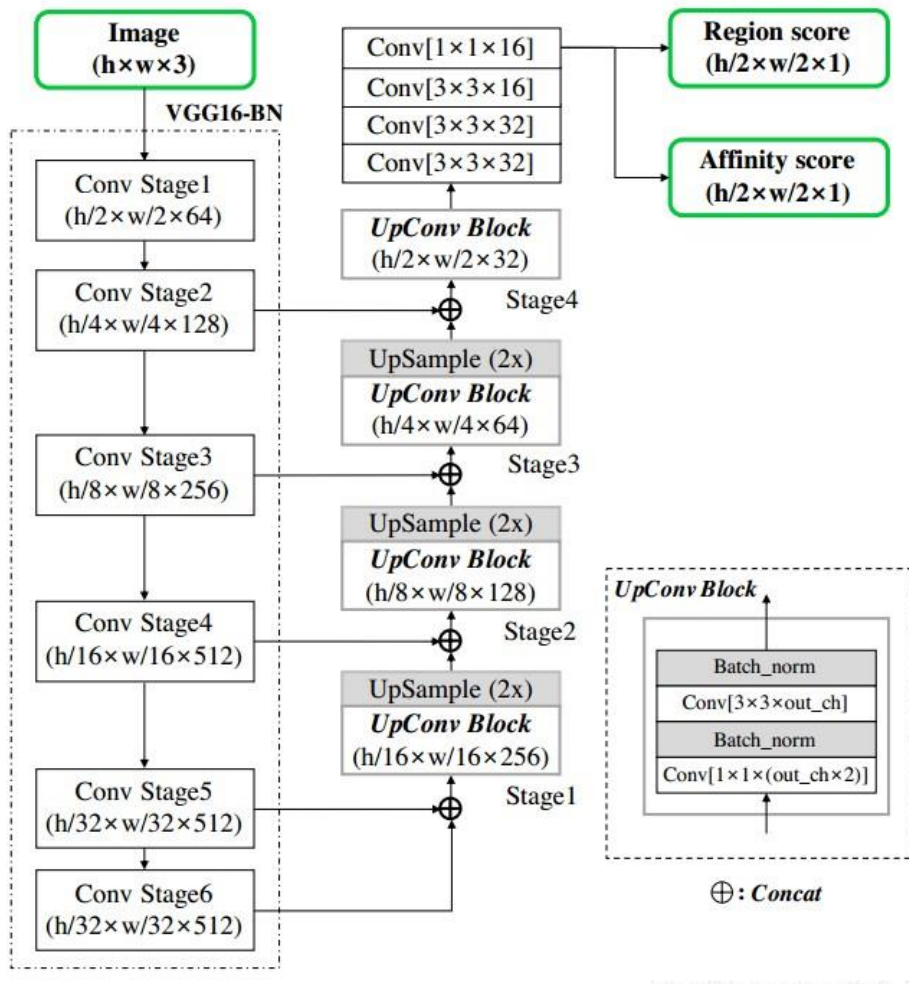 Image
(h×w×3)
VGG16-BN
Conv Stage1
(h/2×w/2×64)
Conv Stage2
(h/4×w/4×128)
Conv Stage3
(h/8×w/8×256)
Conv Stage4
(h/16×w/16×512)
Conv Stage5
(h/32×w/32×512)
Conv Stage6
(h/32×w/32×512)
Conv[1×1×16]
Conv[3×3×16]
Conv[3×3×32]
Conv[3×3×32]
UpConv Block
(h/2×w/2×32)
Stage4
UpSample (2x)
UpConv Block
(h/4×w/4×64)
Stage3
UpSample (2x)
UpConv Block
(h/8×w/8×128)
Stage2
UpSample (2x)
UpConv Block
(h/16×w/16×256)
Stage1
Region score
(h/2×w/2×1)
Affinity score
(h/2×w/2×1)
UpConv Block
Batch_norm
Conv[3×3×out_ch]
Batch_norm
Conv[1×1×(out_ch×2)]
⊕: Concat